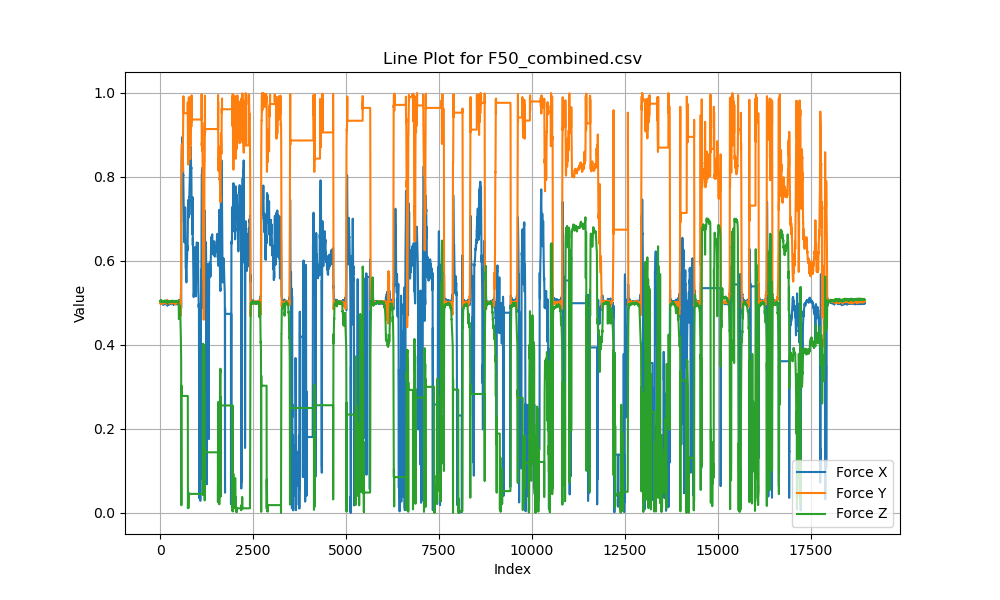 Line Plot for F50_combined.csv
1.0
0.8
0.6
0.4
0.2
0.0
Value
0 2500 5000 7500 10000 12500 15000 17500
Index
Force X
Force Y
Force Z